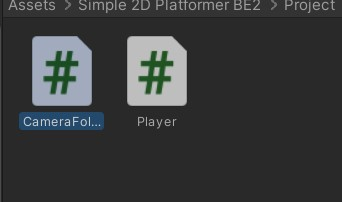 Assets > Simple 2D Platformer BE2 > Project
CameraFol...
Player